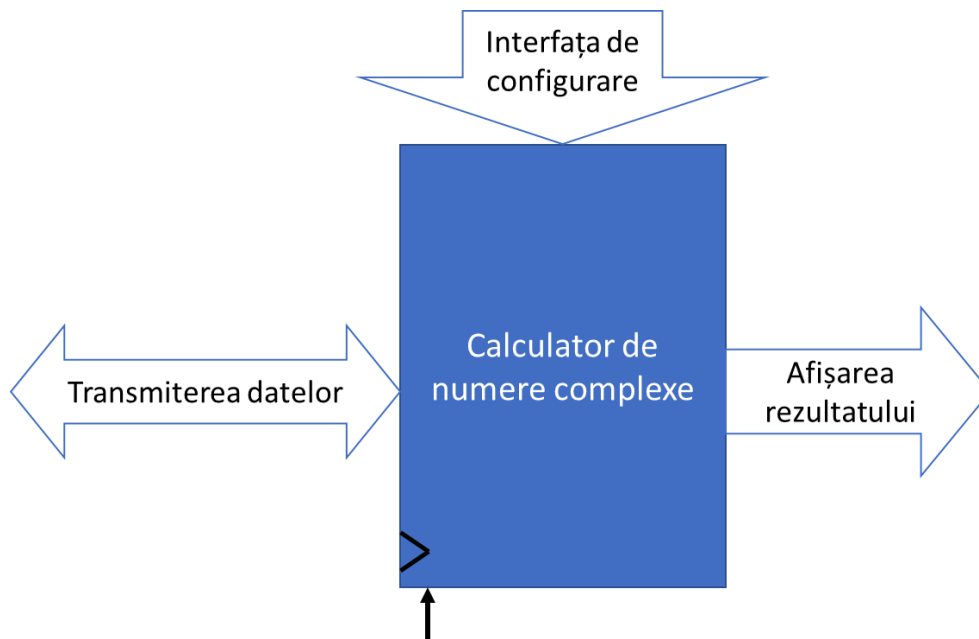 Interfața de
configurare
Calculator de
numere complexe
Transmiterea datelor
Afișarea
rezultatului